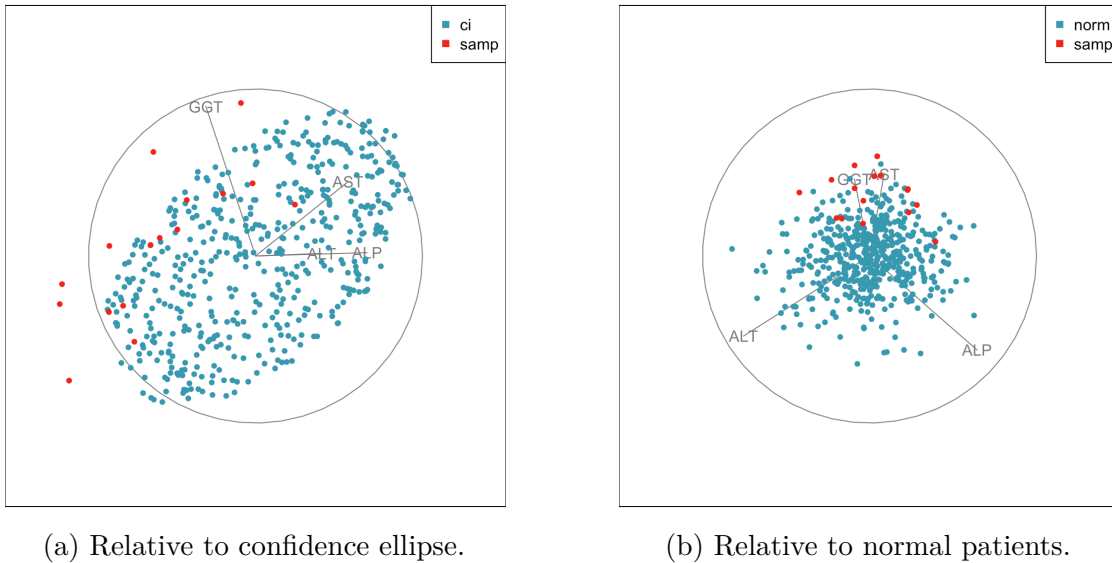 ci
samp
GGT
AST
ALT
ALP
(a) Relative to confidence ellipse.
norm
samp
GGT
AST
ALT
ALP
(b) Relative to normal patients.